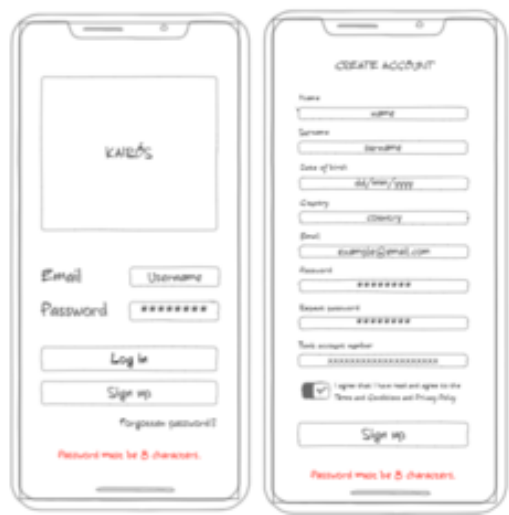 KAIRÓS
Email
Username
Password
********
Log in
Sign up
Forgotten password?
Password must be 8 characters.
CREATE ACCOUNT
Name
name
Surname
surname
Date of birth
dd/mm/yyyy
Country
country
Email
example@email.com
Password
********
Repeat password
********
account number
xxxxxxxxxxxxxxxxxxxx
I agree that I have read and agree to the
Terms and Conditions and Privacy Policy
Sign up
Password must be 8 characters.